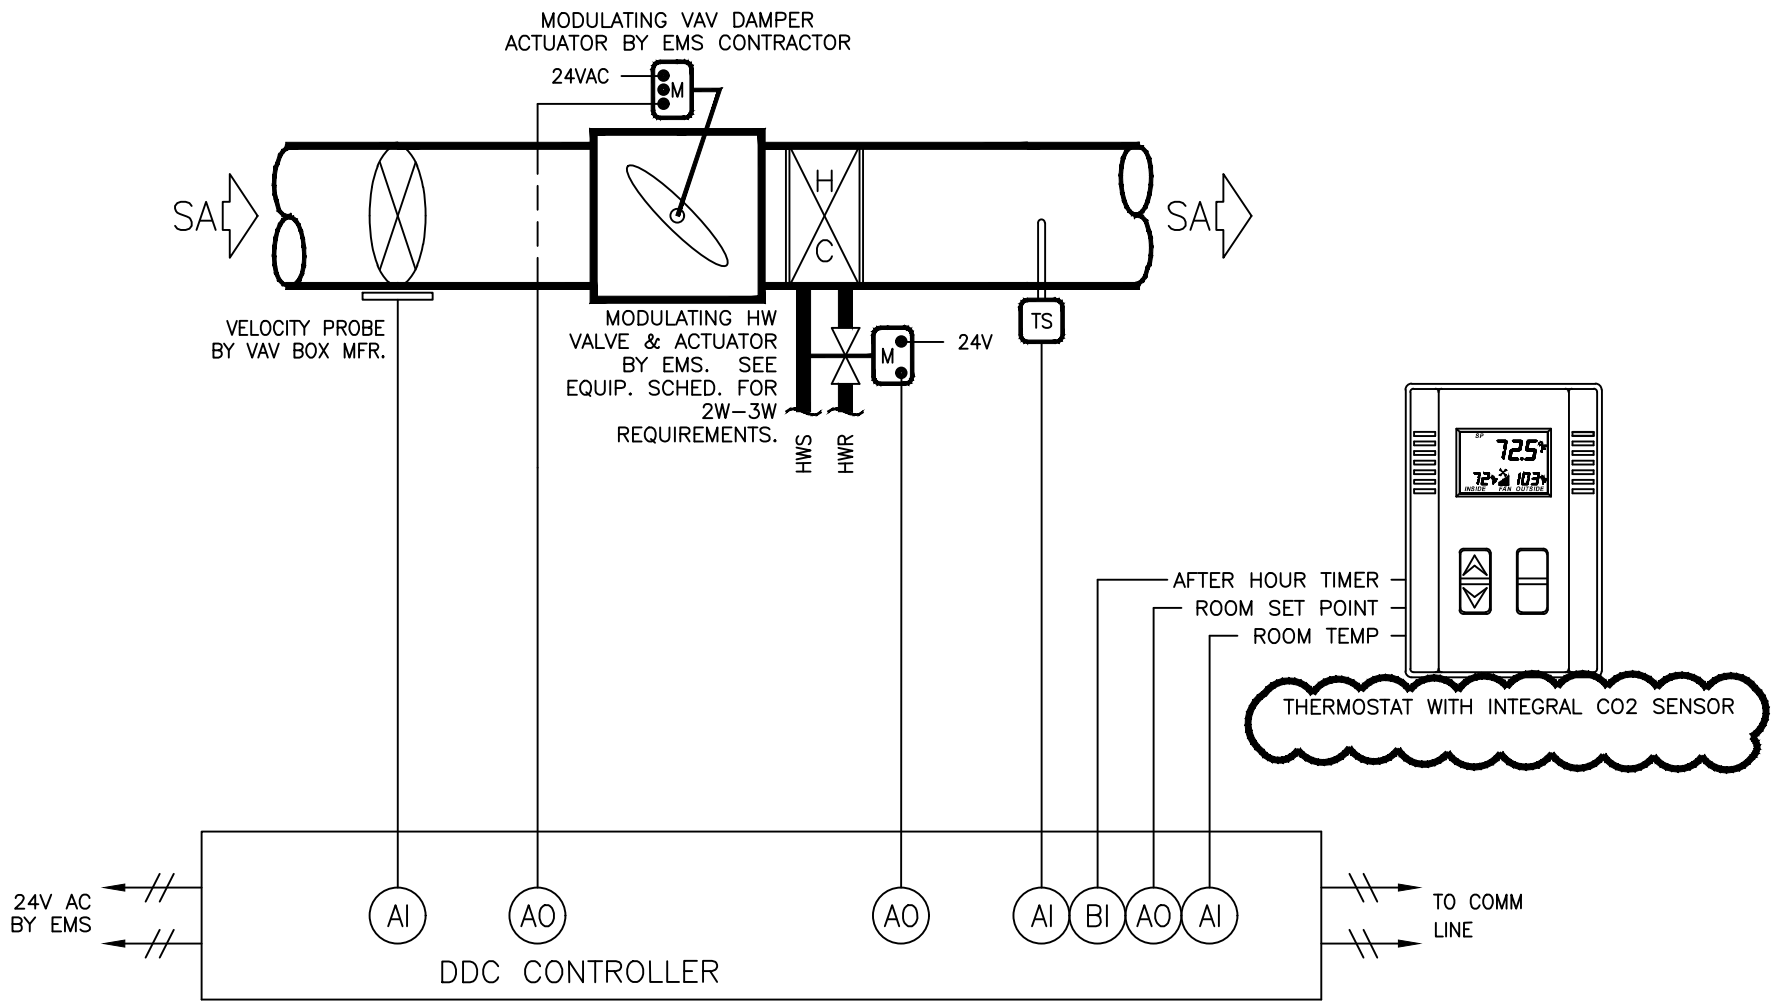 MODULATING VAV DAMPER
ACTUATOR BY EMS CONTRACTOR
24VAC
M
SA
H
C
SA
VELOCITY PROBE
BY VAV BOX MFR.
MODULATING HW
VALVE & ACTUATOR
BY EMS. SEE
EQUIP. SCHED. FOR
2W-3W
REQUIREMENTS.
M
24V
TS
HWS
HWR
SP
72.5°F
72°F 103°F
INSIDE FAN OUTSIDE
AFTER HOUR TIMER
ROOM SET POINT
ROOM TEMP
THERMOSTAT WITH INTEGRAL CO2 SENSOR
24V AC
BY EMS
AI
AO
AO
AI
BI
AO
AI
TO COMM
LINE
DDC CONTROLLER